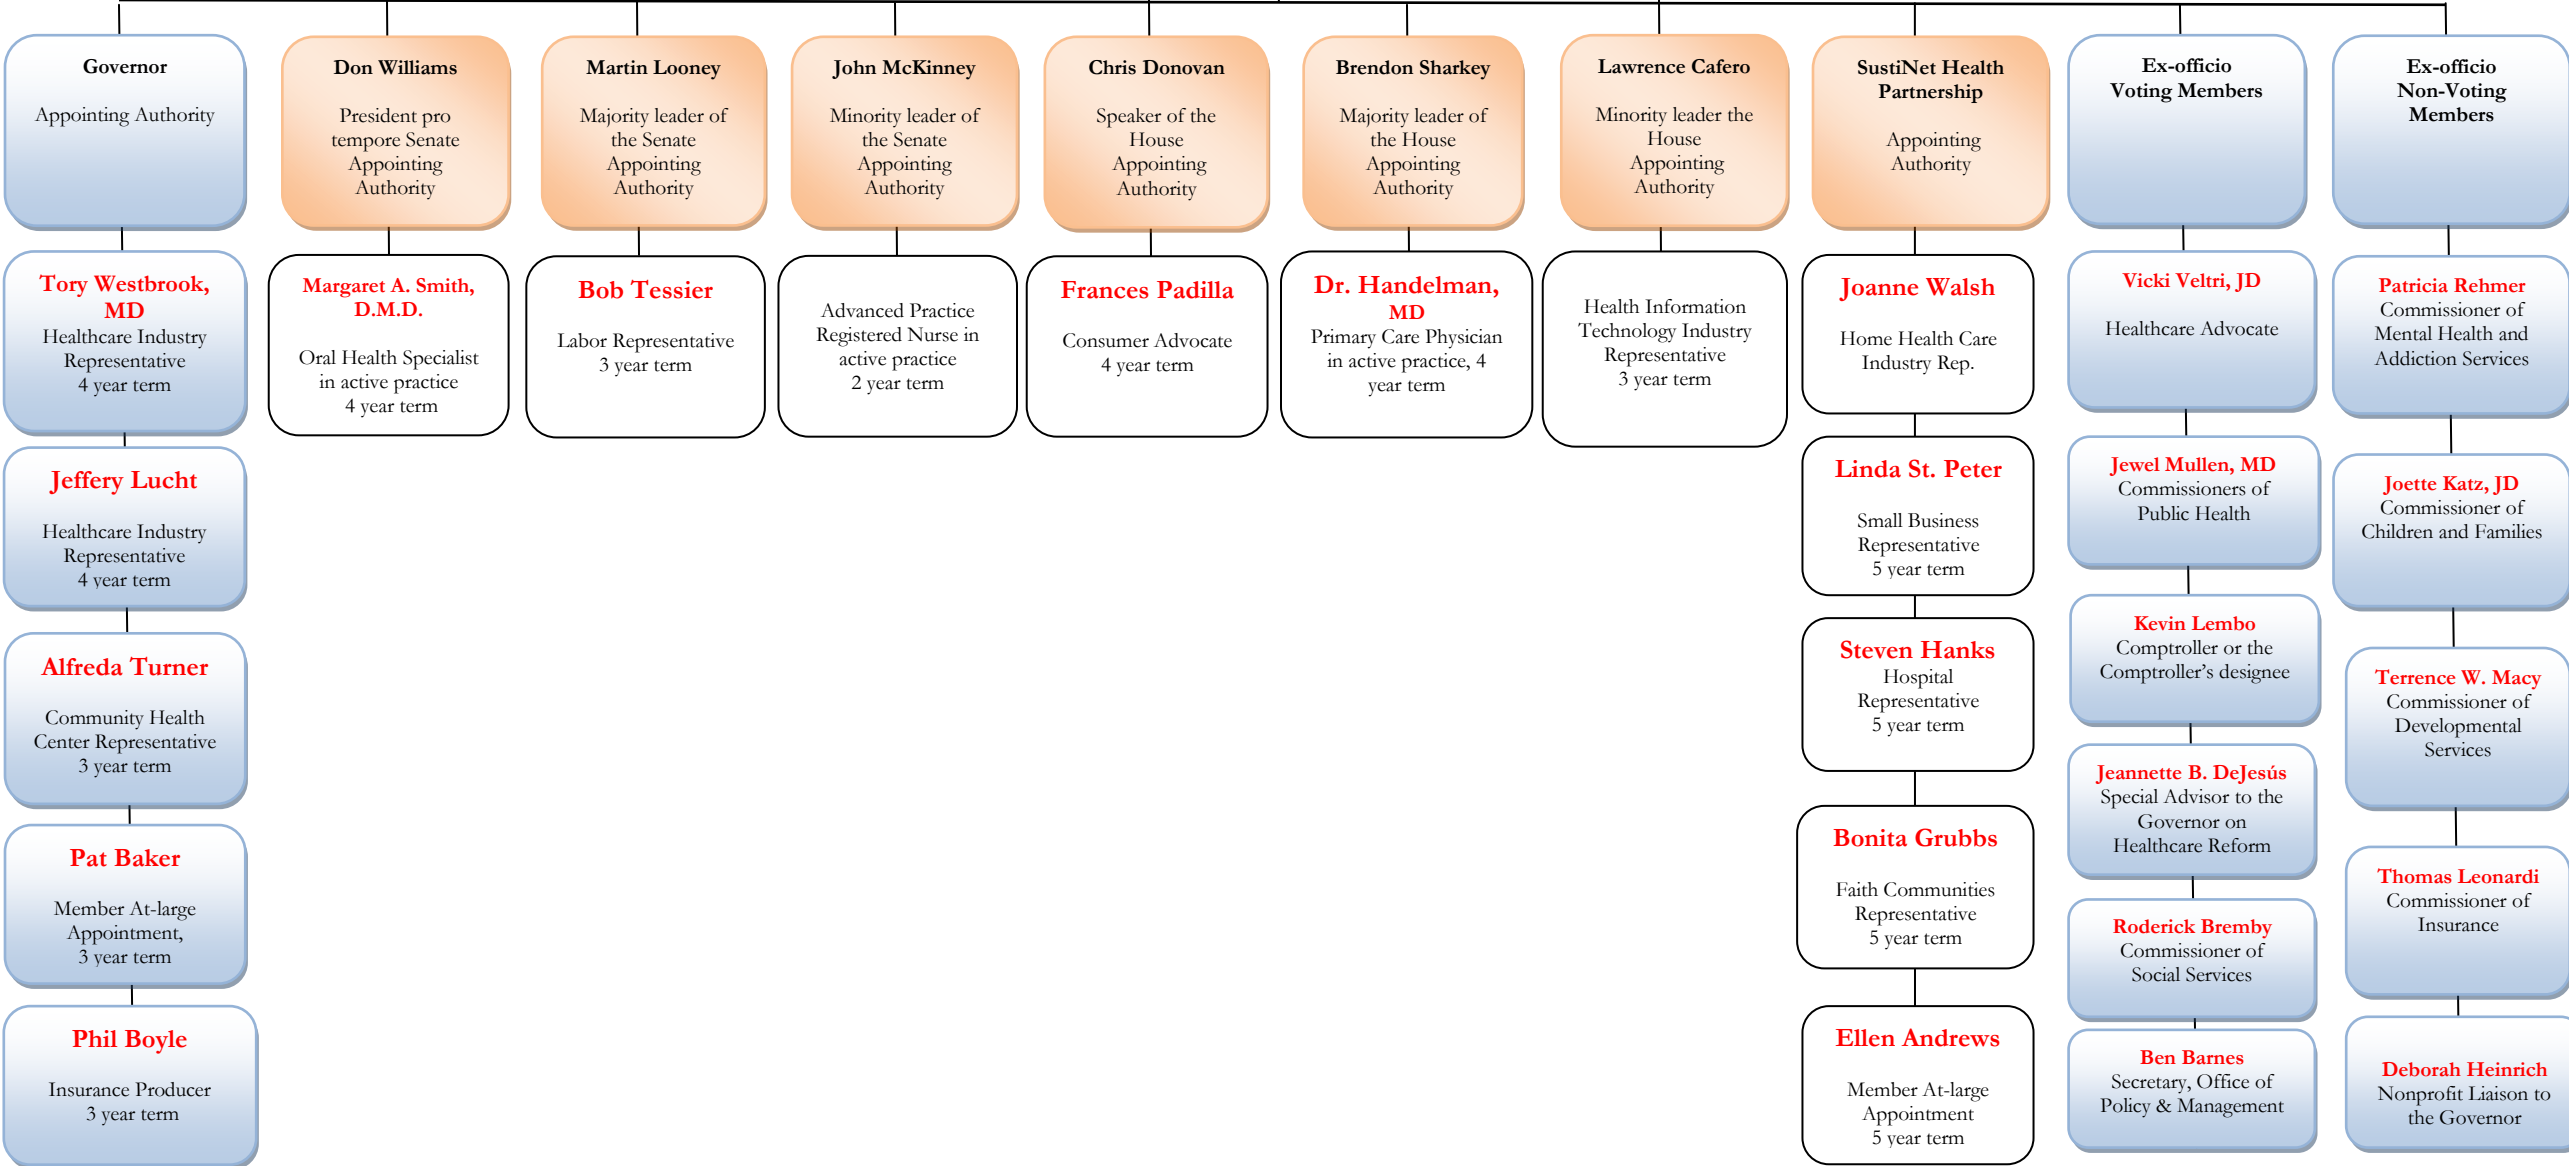 Governor
Appointing Authority
Tory Westbrook,
MD
Healthcare Industry
Representative
4 year term
Jeffery Lucht
Healthcare Industry
Representative
4 year term
Alfreda Turner
Community Health
Center Representative
3 year term
Pat Baker
Member At-large
Appointment,
3 year term
Phil Boyle
Insurance Producer
3 year term
Don Williams
President pro
tempore Senate
Appointing
Authority
Margaret A. Smith,
D.M.D.
Oral Health Specialist
in active practice
4 year term
Martin Looney
Majority leader of
the Senate
Appointing
Authority
Bob Tessier
Labor Representative
3 year term
John McKinney
Minority leader of
the Senate
Appointing
Authority
Advanced Practice
Registered Nurse in
active practice
2 year term
Chris Donovan
Speaker of the
House
Appointing
Authority
Frances Padilla
Consumer Advocate
4 year term
Brendon Sharkey
Majority leader of
the House
Appointing
Authority
Dr. Handelman,
MD
Primary Care Physician
in active practice, 4
year term
Lawrence Cafero
Minority leader the
House
Appointing
Authority
Health Information
Technology Industry
Representative
3 year term
SustiNet Health
Partnership
Appointing
Authority
Joanne Walsh
Home Health Care
Industry Rep.
Linda St. Peter
Small Business
Representative
5 year term
Steven Hanks
Hospital
Representative
5 year term
Bonita Grubbs
Faith Communities
Representative
5 year term
Ellen Andrews
Member At-large
Appointment
5 year term
Ex-officio
Voting Members
Vicki Veltri, JD
Healthcare Advocate
Jewel Mullen, MD
Commissioners of
Public Health
Kevin Lembo
Comptroller or the
Comptroller’s designee
Jeannette B. DeJesús
Special Advisor to the
Governor on
Healthcare Reform
Roderick Bremby
Commissioner of
Social Services
Ben Barnes
Secretary, Office of
Policy & Management
Ex-officio
Non-Voting
Members
Patricia Rehmer
Commissioner of
Mental Health and
Addiction Services
Joette Katz, JD
Commissioner of
Children and Families
Terrence W. Macy
Commissioner of
Developmental
Services
Thomas Leonardi
Commissioner of
Insurance
Deborah Heinrich
Nonprofit Liaison to
the Governor